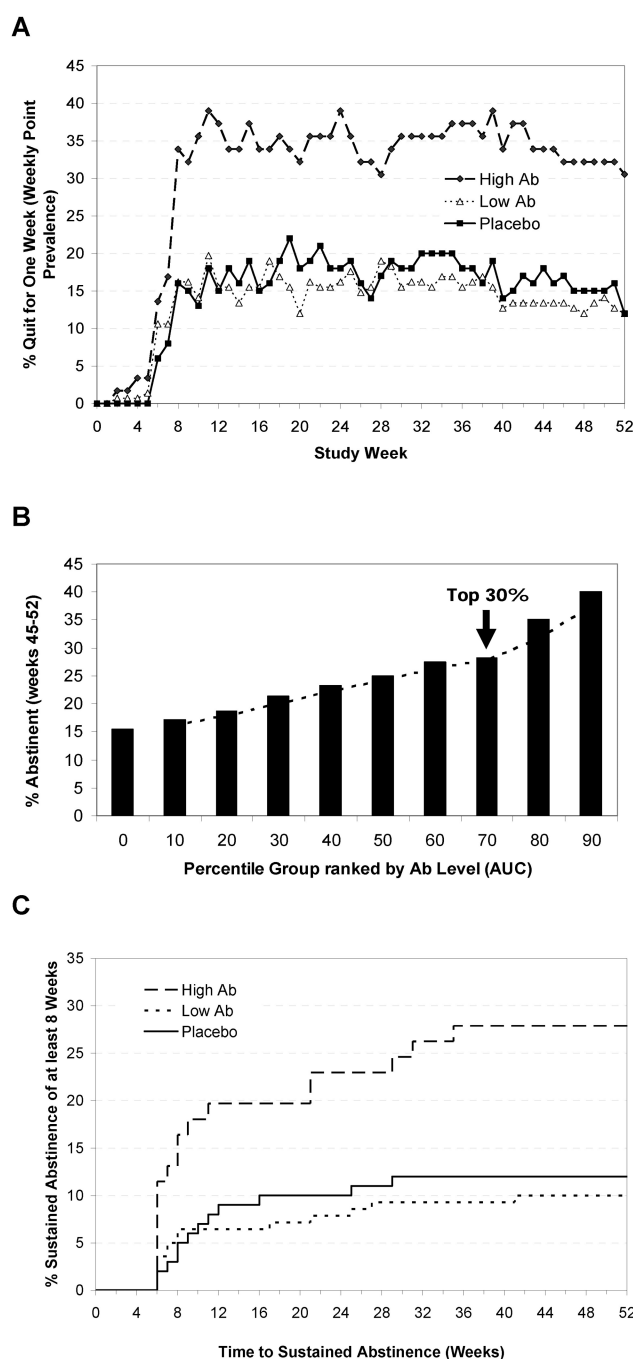 A
% Quit for One Week (Weekly Point
Prevalence)
45
40
35
30
25
20
15
10
5
0
High Ab
Low Ab
Placebo
0 4 8 12 16 20 24 28 32 36 40 44 48 52
Study Week
B
% Abstinent (weeks 45-52)
45
40
35
30
25
20
15
10
5
0
Top 30%
0 10 20 30 40 50 60 70 80 90
Percentile Group ranked by Ab Level (AUC)
C
% Sustained Abstinence of at least 8 Weeks
35
30
25
20
15
10
5
0
High Ab
Low Ab
Placebo
0 4 8 12 16 20 24 28 32 36 40 44 48 52
Time to Sustained Abstinence (Weeks)